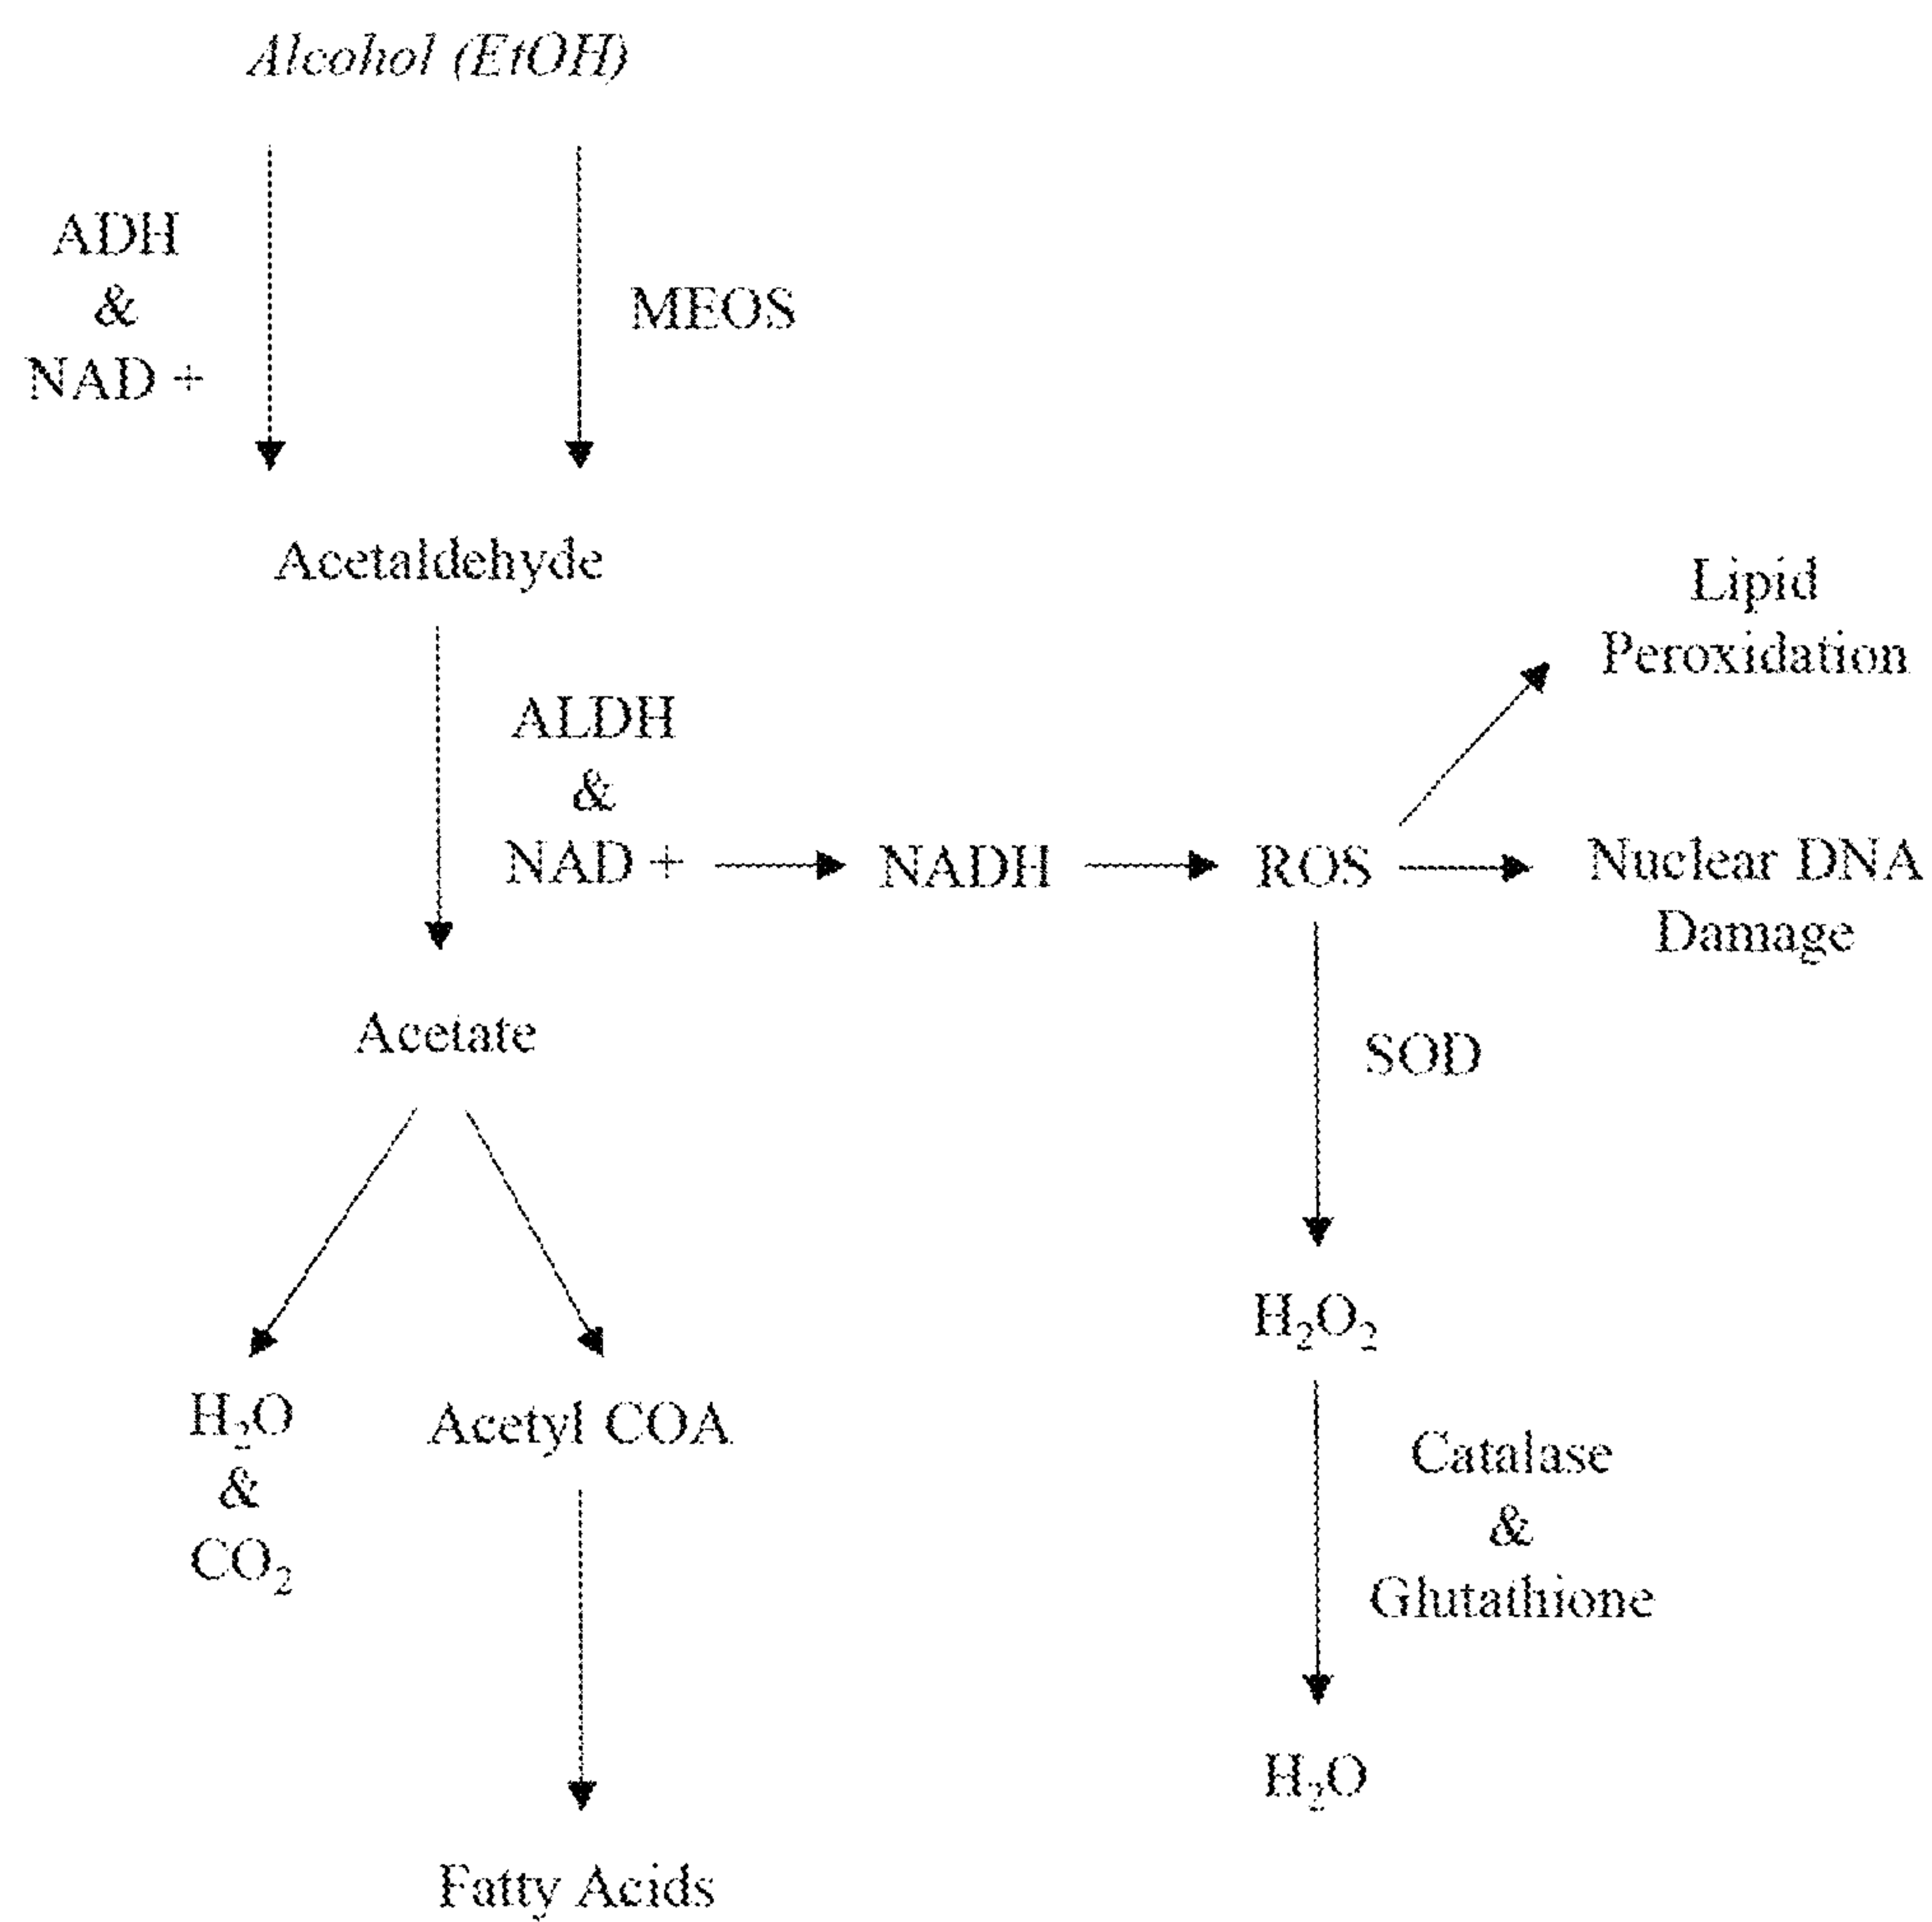 Alcohol (EtOH)
ADH
&
NAD +
MEOS
Acetaldehyde
ALDH
&
NAD +
NADH
ROS
Lipid
Peroxidation
Nuclear DNA
Damage
Acetate
SOD
H₂O
&
CO₂
Acetyl COA
H₂O₂
Catalase
&
Glutathione
H₂O
Fatty Acids